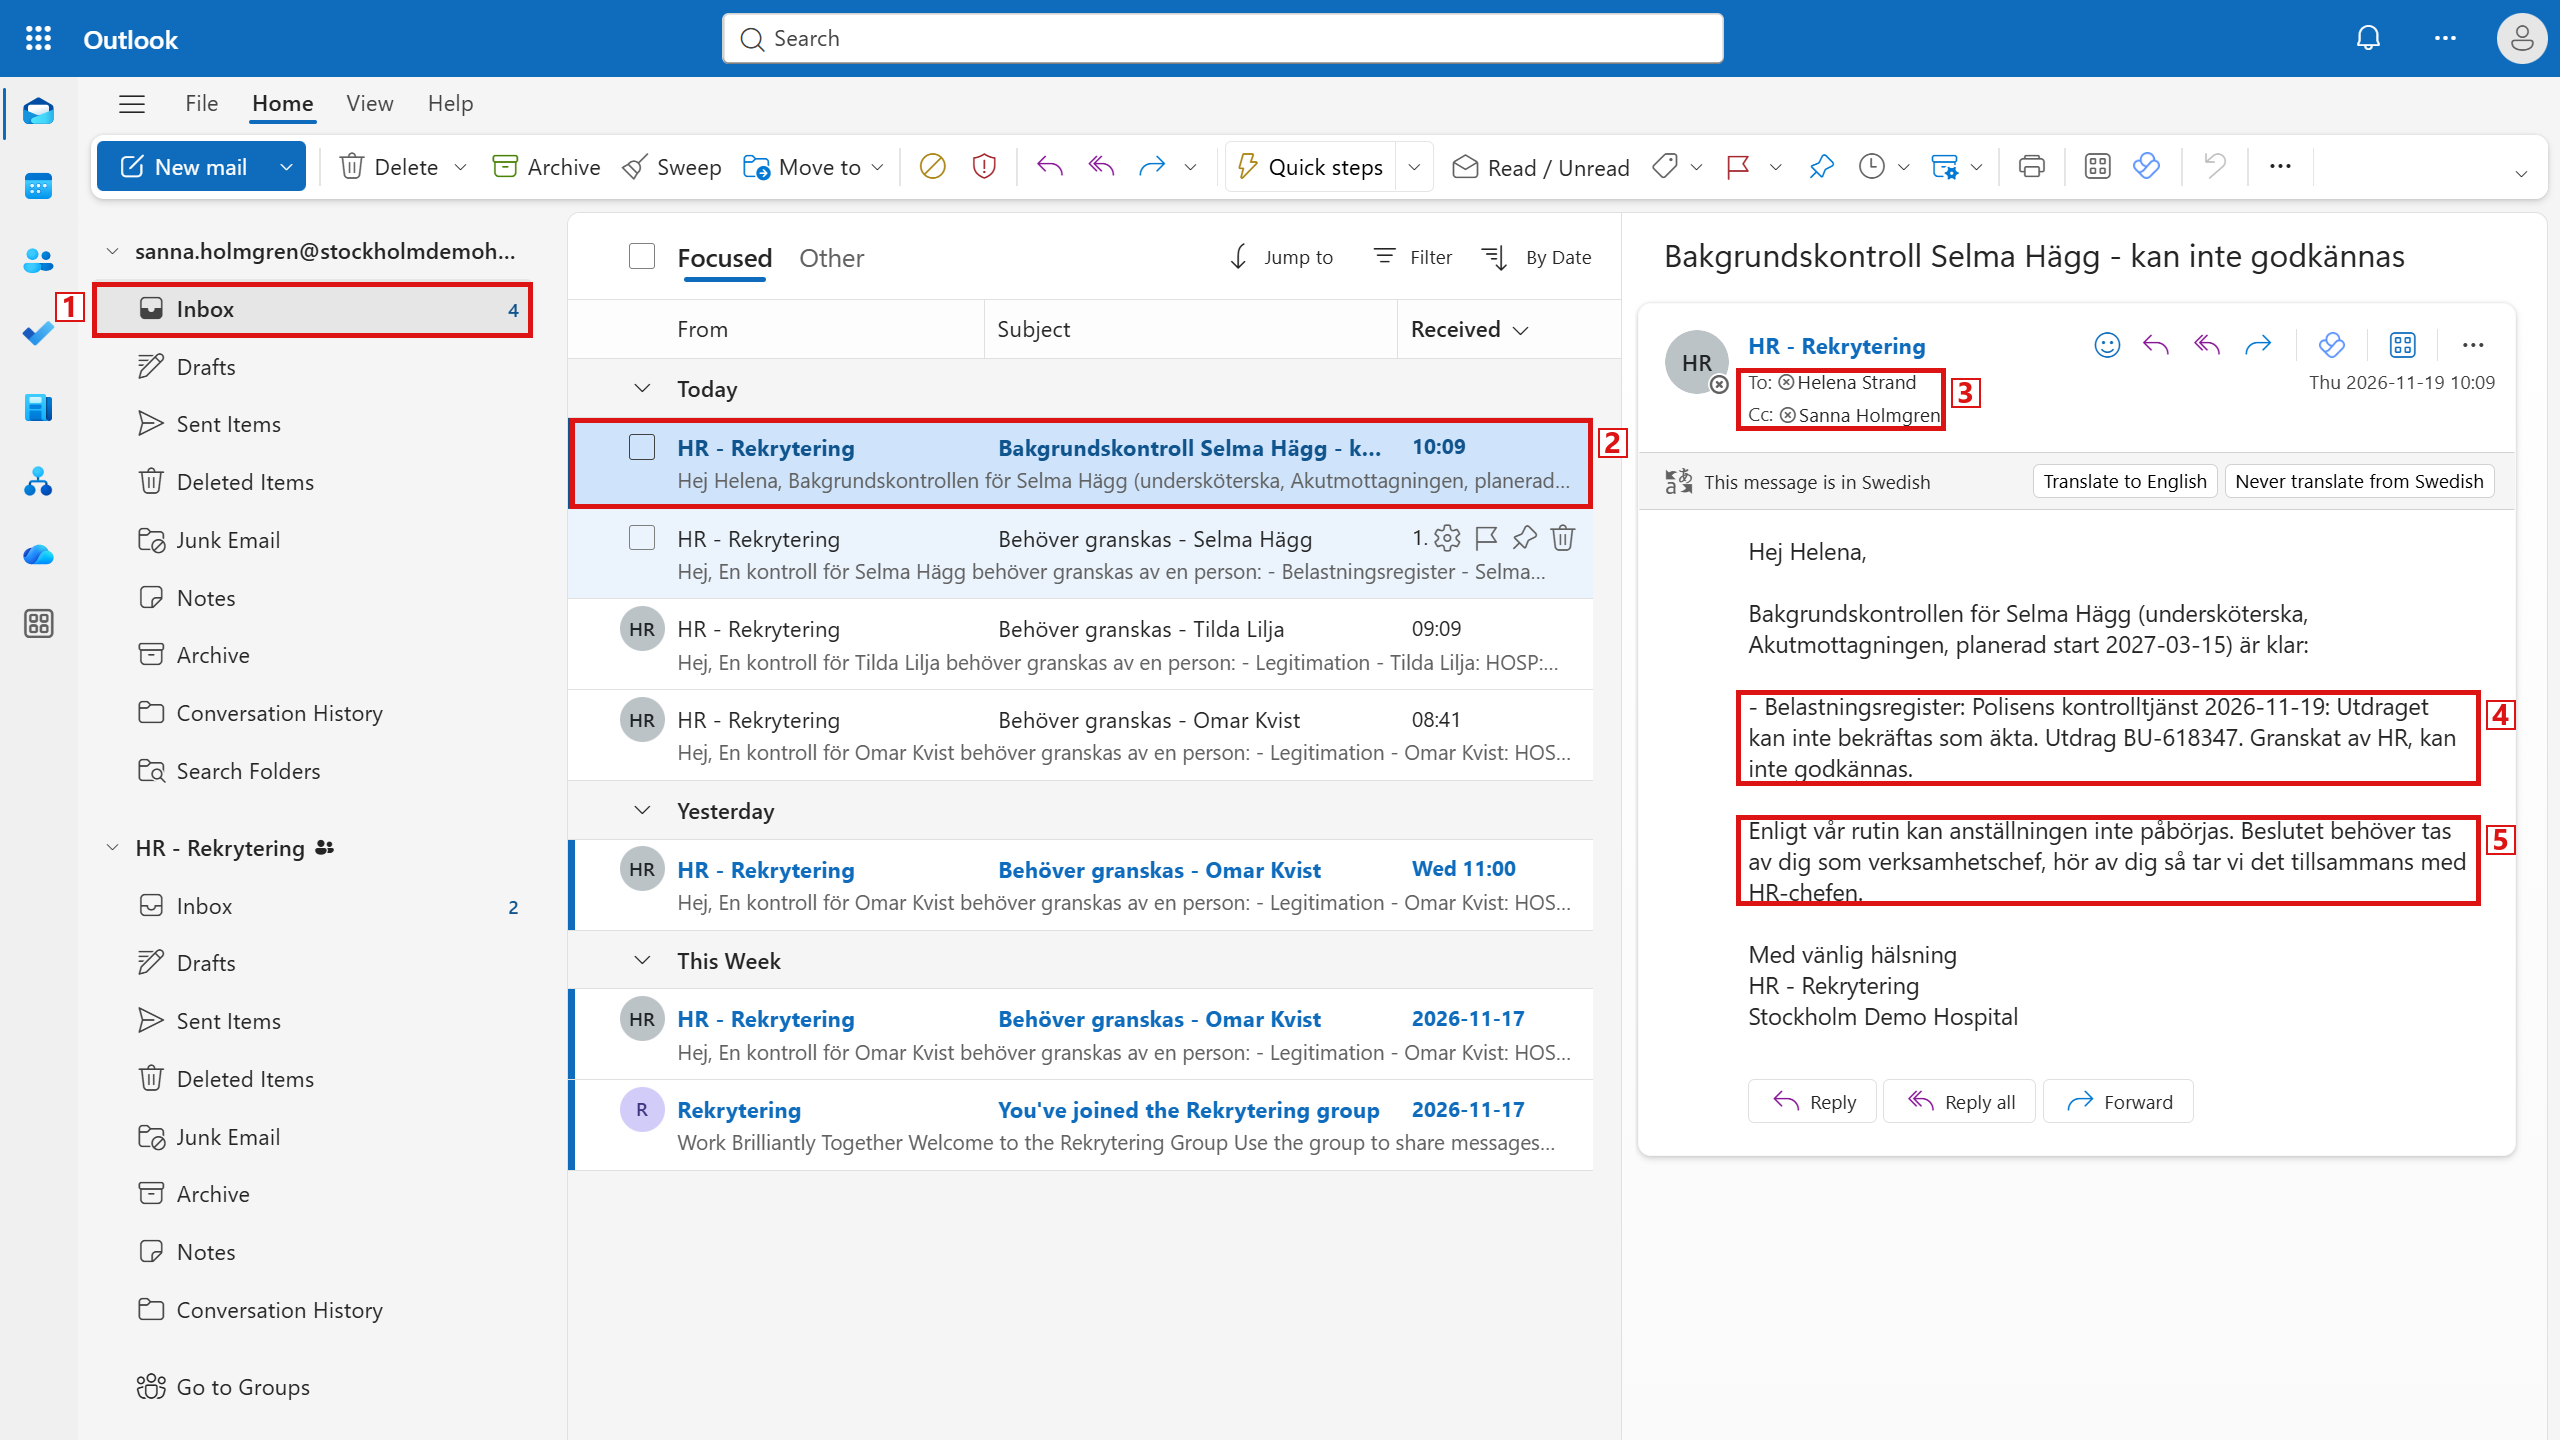 Outlook
Search
File Home View Help
New mail Delete Archive Sweep Move to Quick steps Read / Unread
sanna.holmgren@stockholmdemoh...
1
Inbox 4
Drafts
Sent Items
Deleted Items
Junk Email
Notes
Archive
Conversation History
Search Folders
HR - Rekrytering
Inbox 2
Drafts
Sent Items
Deleted Items
Junk Email
Archive
Notes
Conversation History
Go to Groups
Focused Other Jump to Filter By Date
From Subject Received
Today
HR - Rekrytering Bakgrundskontroll Selma Hägg - k... 10:09
Hej Helena, Bakgrundskontrollen för Selma Hägg (undersköterska, Akutmottagningen, planerad...
2
HR - Rekrytering Behöver granskas - Selma Hägg 1.
Hej, En kontroll för Selma Hägg behöver granskas av en person: - Belastningsregister - Selma...
HR HR - Rekrytering Behöver granskas - Tilda Lilja 09:09
Hej, En kontroll för Tilda Lilja behöver granskas av en person: - Legitimation - Tilda Lilja: HOSP:...
HR HR - Rekrytering Behöver granskas - Omar Kvist 08:41
Hej, En kontroll för Omar Kvist behöver granskas av en person: - Legitimation - Omar Kvist: HOS...
Yesterday
HR HR - Rekrytering Behöver granskas - Omar Kvist Wed 11:00
Hej, En kontroll för Omar Kvist behöver granskas av en person: - Legitimation - Omar Kvist: HOS...
This Week
HR HR - Rekrytering Behöver granskas - Omar Kvist 2026-11-17
Hej, En kontroll för Omar Kvist behöver granskas av en person: - Legitimation - Omar Kvist: HOS...
R Rekrytering You've joined the Rekrytering group 2026-11-17
Work Brilliantly Together Welcome to the Rekrytering Group Use the group to share messages...
Bakgrundskontroll Selma Hägg - kan inte godkännas
HR HR - Rekrytering
To: Helena Strand
Cc: Sanna Holmgren
3
Thu 2026-11-19 10:09
This message is in Swedish Translate to English Never translate from Swedish
Hej Helena,
Bakgrundskontrollen för Selma Hägg (undersköterska,
Akutmottagningen, planerad start 2027-03-15) är klar:
- Belastningsregister: Polisens kontrolltjänst 2026-11-19: Utdraget
kan inte bekräftas som äkta. Utdrag BU-618347. Granskat av HR, kan
inte godkännas.
4
Enligt vår rutin kan anställningen inte påbörjas. Beslutet behöver tas
av dig som verksamhetschef, hör av dig så tar vi det tillsammans med
HR-chefen.
5
Med vänlig hälsning
HR - Rekrytering
Stockholm Demo Hospital
Reply Reply all Forward